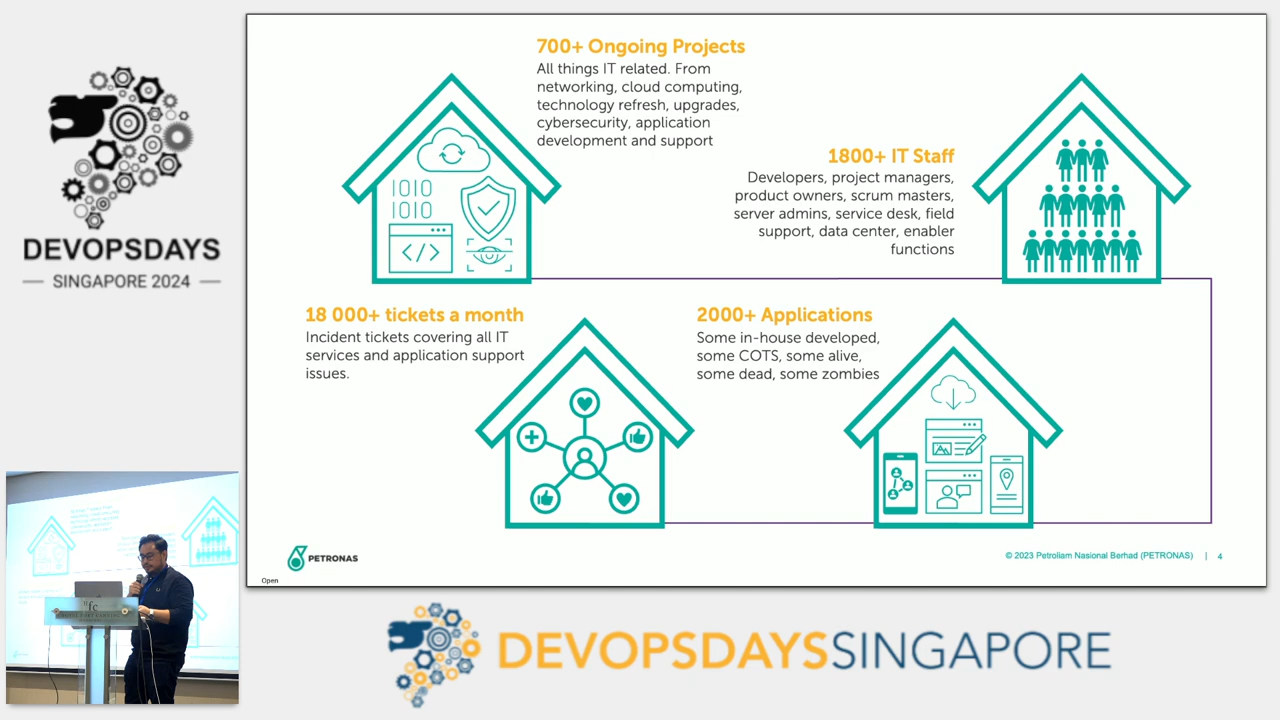 DEVOPSDAYS
SINGAPORE 2024
700+ Ongoing Projects
All things IT related. From
networking, cloud computing,
technology refresh, upgrades,
cybersecurity, application
development and support
1010
1010
</>
1800+ IT Staff
Developers, project managers,
product owners, scrum masters,
server admins, service desk, field
support, data center, enabler
functions
18 000+ tickets a month
Incident tickets covering all IT
services and application support
issues.
2000+ Applications
Some in-house developed,
some COTS, some alive,
some dead, some zombies
PETRONAS
© 2023 Petroliam Nasional Berhad (PETRONAS) | 4
Open
DEVOPSDAYSSINGAPORE